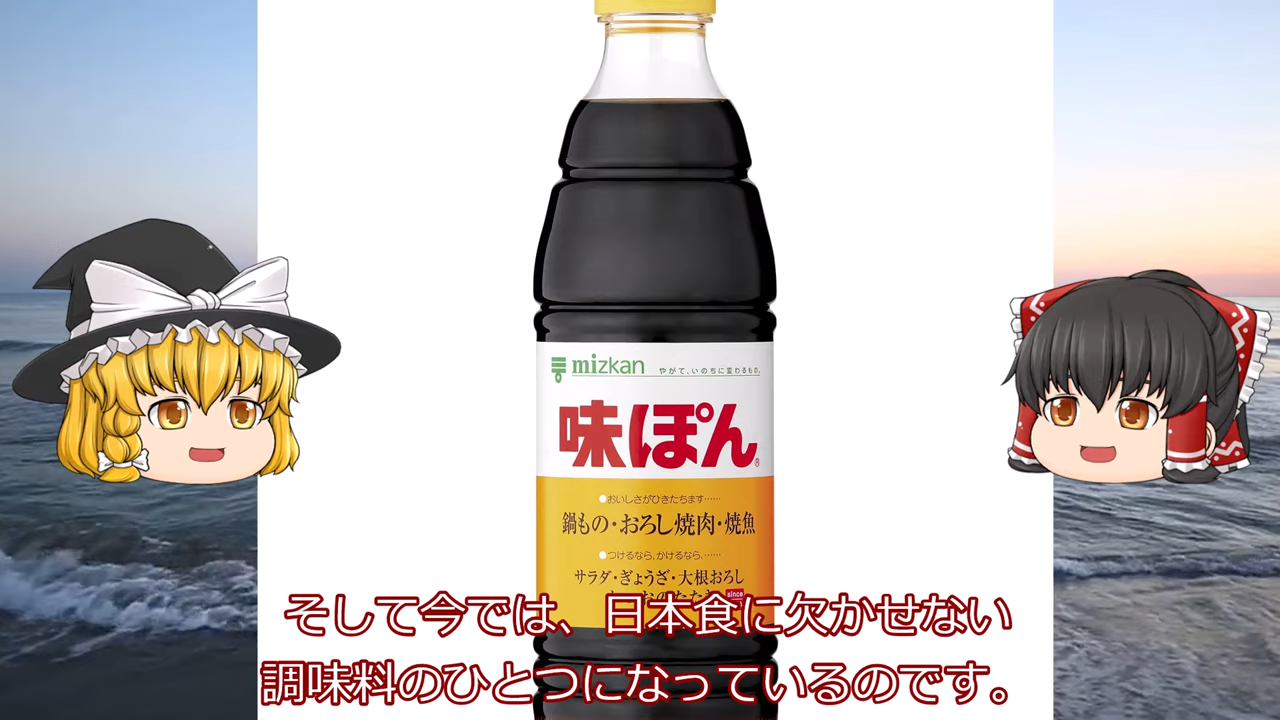 mizkan やがて、いのちに変わるもの。
味ぽん®
●おいしさがひきたちます……
鍋もの・おろし焼肉・焼魚
●つけるなら、かけるなら、……
サラダ・ぎょうざ・大根おろし
since
そして今では、日本食に欠かせない
調味料のひとつになっているのです。